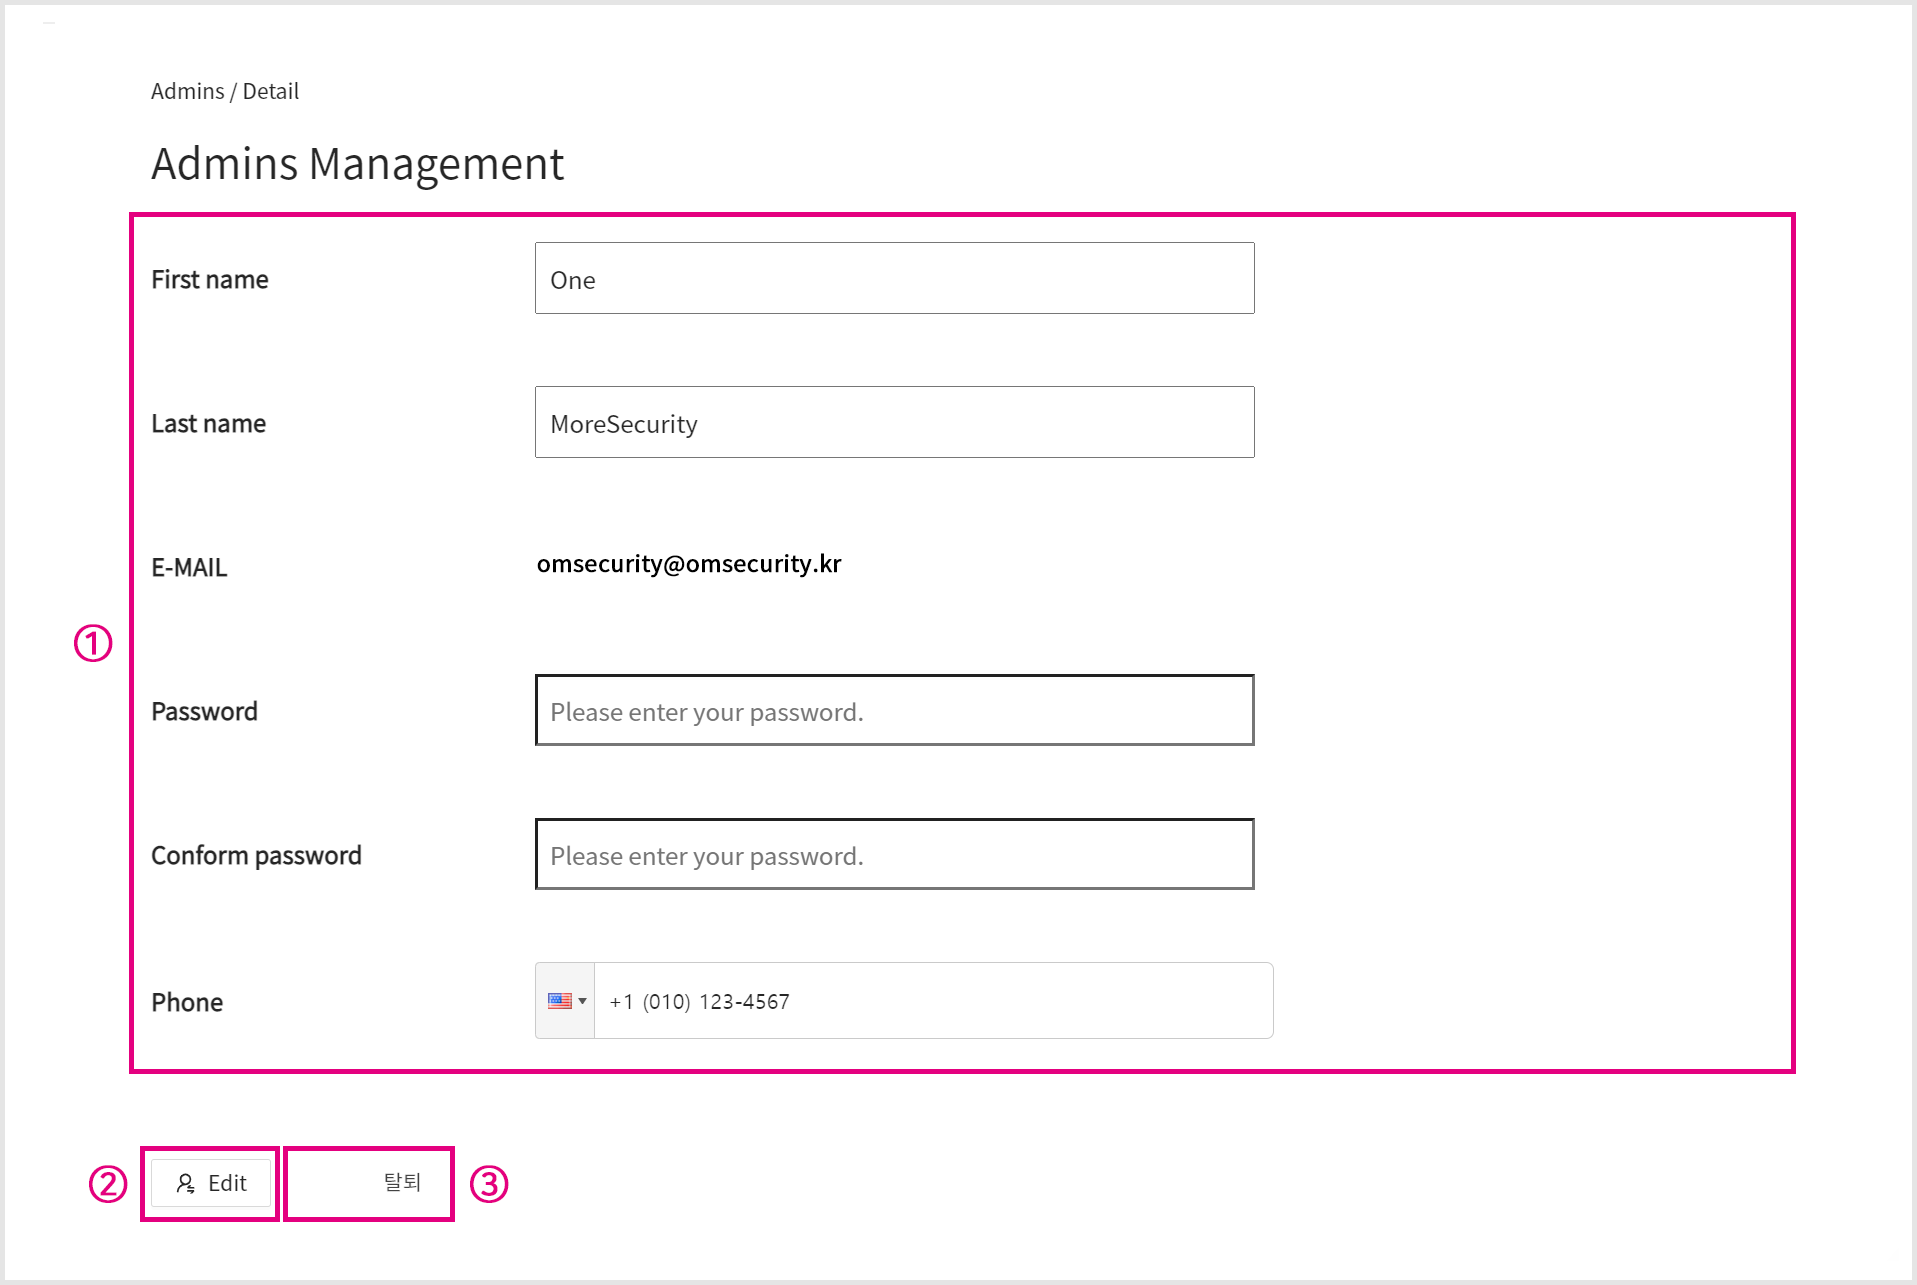 Admins / Detail
Admins Management
First name
One
Last name
MoreSecurity
E-MAIL
omsecurity@omsecurity.kr
①
Password
Please enter your password.
Conform password
Please enter your password.
Phone
+1 (010) 123-4567
② Edit 탈퇴 ③